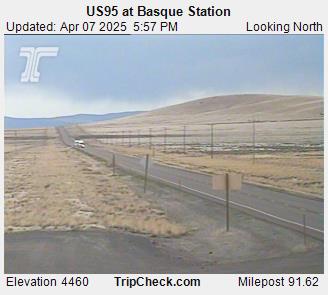 US95 at Basque Station
Updated: Apr 07 2025 5:57 PM Looking North
Elevation 4460 TripCheck.com Milepost 91.62